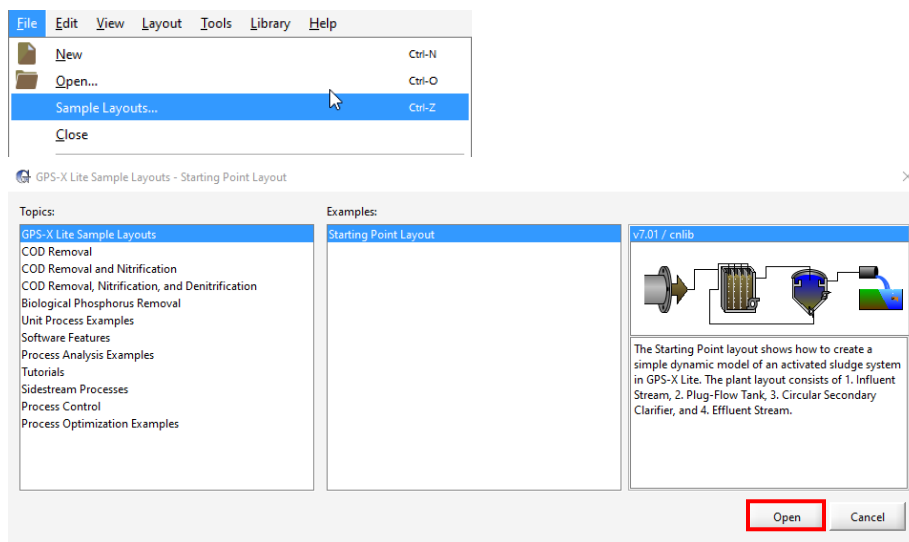 File Edit View Layout Tools Library Help
New Ctrl-N
Open... Ctrl-O
Sample Layouts... Ctrl-Z
Close
GPS-X Lite Sample Layouts - Starting Point Layout
Topics:
GPS-X Lite Sample Layouts
COD Removal
COD Removal and Nitrification
COD Removal, Nitrification, and Denitrification
Biological Phosphorus Removal
Unit Process Examples
Software Features
Process Analysis Examples
Tutorials
Sidestream Processes
Process Control
Process Optimization Examples
Examples:
Starting Point Layout
v7.01 / cnlib
The Starting Point layout shows how to create a
simple dynamic model of an activated sludge system
in GPS-X Lite. The plant layout consists of 1. Influent
Stream, 2. Plug-Flow Tank, 3. Circular Secondary
Clarifier, and 4. Effluent Stream.
Open Cancel